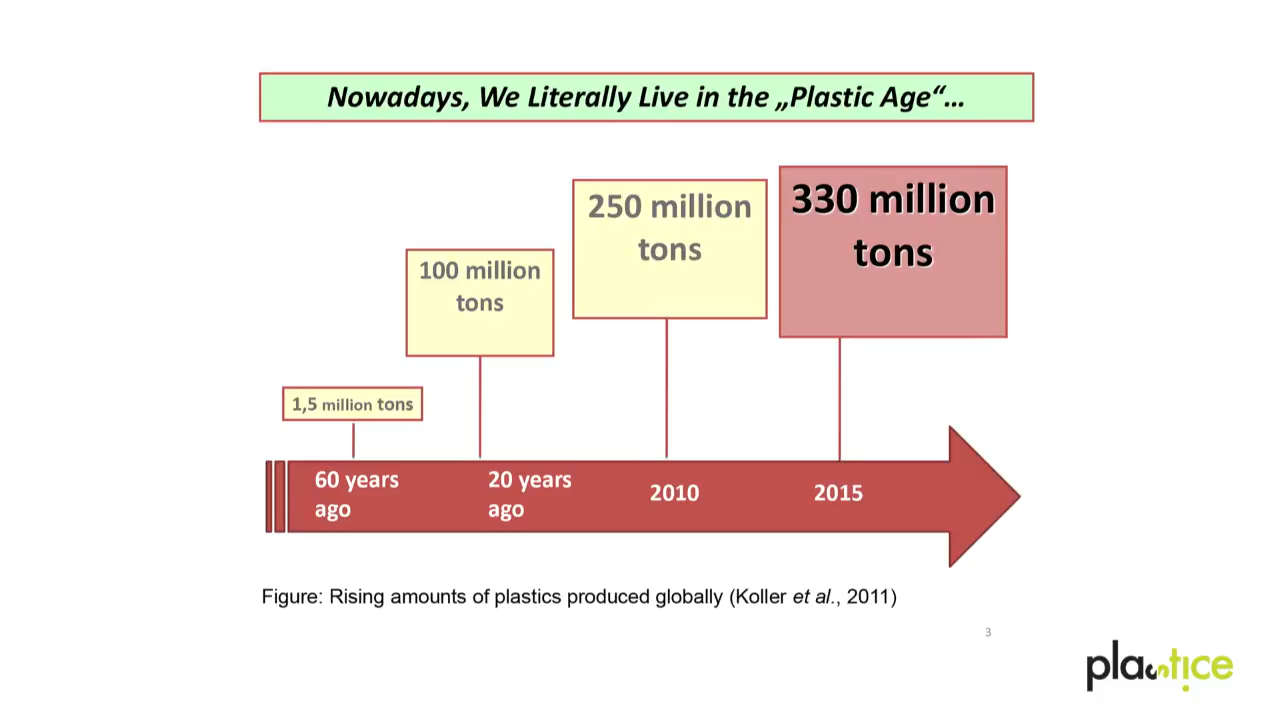 Nowadays, We Literally Live in the „Plastic Age“…
330 million
tons
250 million
tons
100 million
tons
1,5 million tons
60 years
ago
20 years
ago
2010
2015
Figure: Rising amounts of plastics produced globally (Koller et al., 2011)
3
plastice